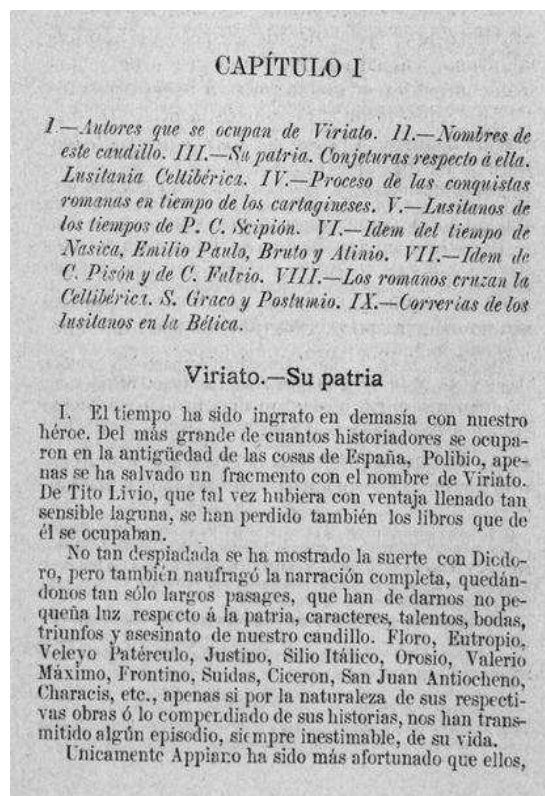 CAPÍTULO I
I.—Autores que se ocupan de Viriato. II.—Nombres de
este caudillo. III.—Su patria. Conjeturas respecto á ella.
Lusitania Celtibérica. IV.—Proceso de las conquistas
romanas en tiempo de los cartagineses. V.—Lusitanos de
los tiempos de P. C. Scipión. VI.—Idem del tiempo de
Nasica, Emilio Paulo, Bruto y Atinio. VII.—Idem de
C. Pisón y de C. Fulvio. VIII.—Los romanos cruzan la
Celtibérica. S. Graco y Postumio. IX.—Correrías de los
lusitanos en la Bética.
Viriato.—Su patria
I. El tiempo ha sido ingrato en demasía con nuestro
héroe. Del más grande de cuantos historiadores se ocupa-
ron en la antigüedad de las cosas de España, Polibio, ape-
nas se ha salvado un fracmento con el nombre de Viriato.
De Tito Livio, que tal vez hubiera con ventaja llenado tan
sensible laguna, se han perdido también los libros que de
él se ocupaban.
No tan despiadada se ha mostrado la suerte con Diodo-
ro, pero también naufragó la narración completa, quedán-
donos tan sólo largos pasages, que han de darnos no pe-
queña luz respecto á la patria, caracteres, talentos, bodas,
triunfos y asesinato de nuestro caudillo. Floro, Eutropio,
Veleyo Patérculo, Justino, Silio Itálico, Orosio, Valerio
Máximo, Frontino, Suidas, Ciceron, San Juan Antiocheno,
Characis, etc., apenas si por la naturaleza de sus respecti-
vas obras ó lo compendiado de sus historias, nos han trans-
mitido algún episodio, siempre inestimable, de su vida.
Unicamente Appiano ha sido más afortunado que ellos,